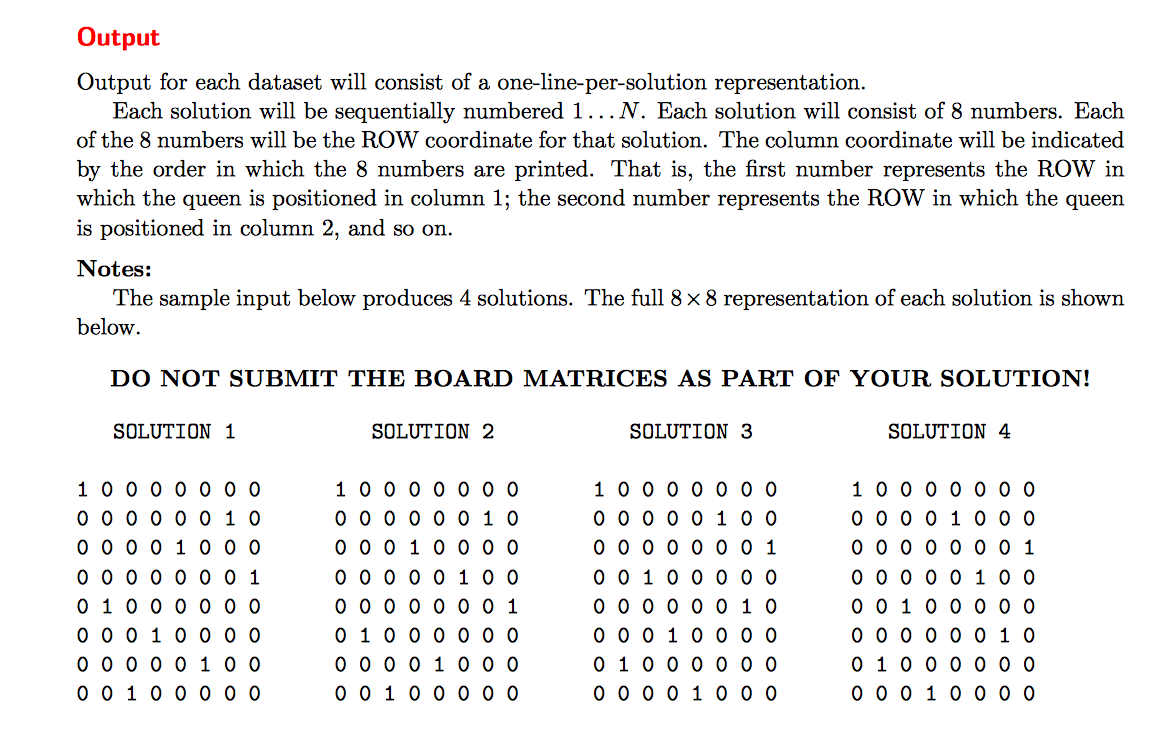 Output
Output for each dataset will consist of a one-line-per-solution representation.
Each solution will be sequentially numbered 1...N. Each solution will consist of 8 numbers. Each
of the 8 numbers will be the ROW coordinate for that solution. The column coordinate will be indicated
by the order in which the 8 numbers are printed. That is, the first number represents the ROW in
which the queen is positioned in column 1; the second number represents the ROW in which the queen
is positioned in column 2, and so on.
Notes:
The sample input below produces 4 solutions. The full 8 × 8 representation of each solution is shown
below.
DO NOT SUBMIT THE BOARD MATRICES AS PART OF YOUR SOLUTION!
SOLUTION 1 SOLUTION 2 SOLUTION 3 SOLUTION 4
1 0 0 0 0 0 0 0 1 0 0 0 0 0 0 0 1 0 0 0 0 0 0 0 1 0 0 0 0 0 0 0
0 0 0 0 0 0 1 0 0 0 0 0 0 0 1 0 0 0 0 0 0 1 0 0 0 0 0 0 1 0 0 0
0 0 0 0 1 0 0 0 0 0 0 1 0 0 0 0 0 0 0 0 0 0 0 1 0 0 0 0 0 0 0 1
0 0 0 0 0 0 0 1 0 0 0 0 0 1 0 0 0 0 1 0 0 0 0 0 0 0 0 0 0 1 0 0
0 1 0 0 0 0 0 0 0 0 0 0 0 0 0 1 0 0 0 0 0 0 1 0 0 0 1 0 0 0 0 0
0 0 0 1 0 0 0 0 0 1 0 0 0 0 0 0 0 0 0 1 0 0 0 0 0 0 0 0 0 0 1 0
0 0 0 0 0 1 0 0 0 0 0 0 1 0 0 0 0 1 0 0 0 0 0 0 0 1 0 0 0 0 0 0
0 0 1 0 0 0 0 0 0 0 1 0 0 0 0 0 0 0 0 0 1 0 0 0 0 0 0 1 0 0 0 0